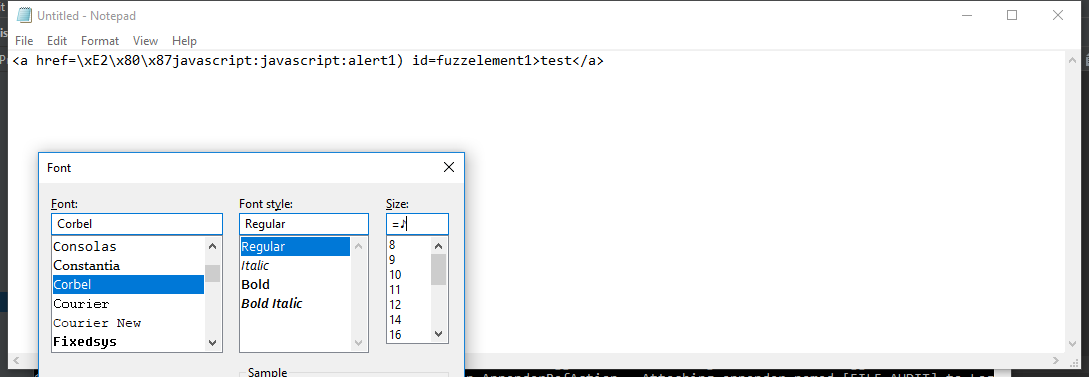 Untitled - Notepad
File Edit Format View Help
<a href=\xE2\x80\x87javascript:javascript:alert1) id=fuzzelement1>test</a>
Font
Font: Font style: Size:
Corbel Regular =♪
Consolas Regular 8
Constantia Italic 9
Corbel Bold 10
Courier Bold Italic 11
Courier New 12
Fixedsys 14
16
Sample
AppenderRefAction - Attaching appender named [FILE_AUDIT] to Log